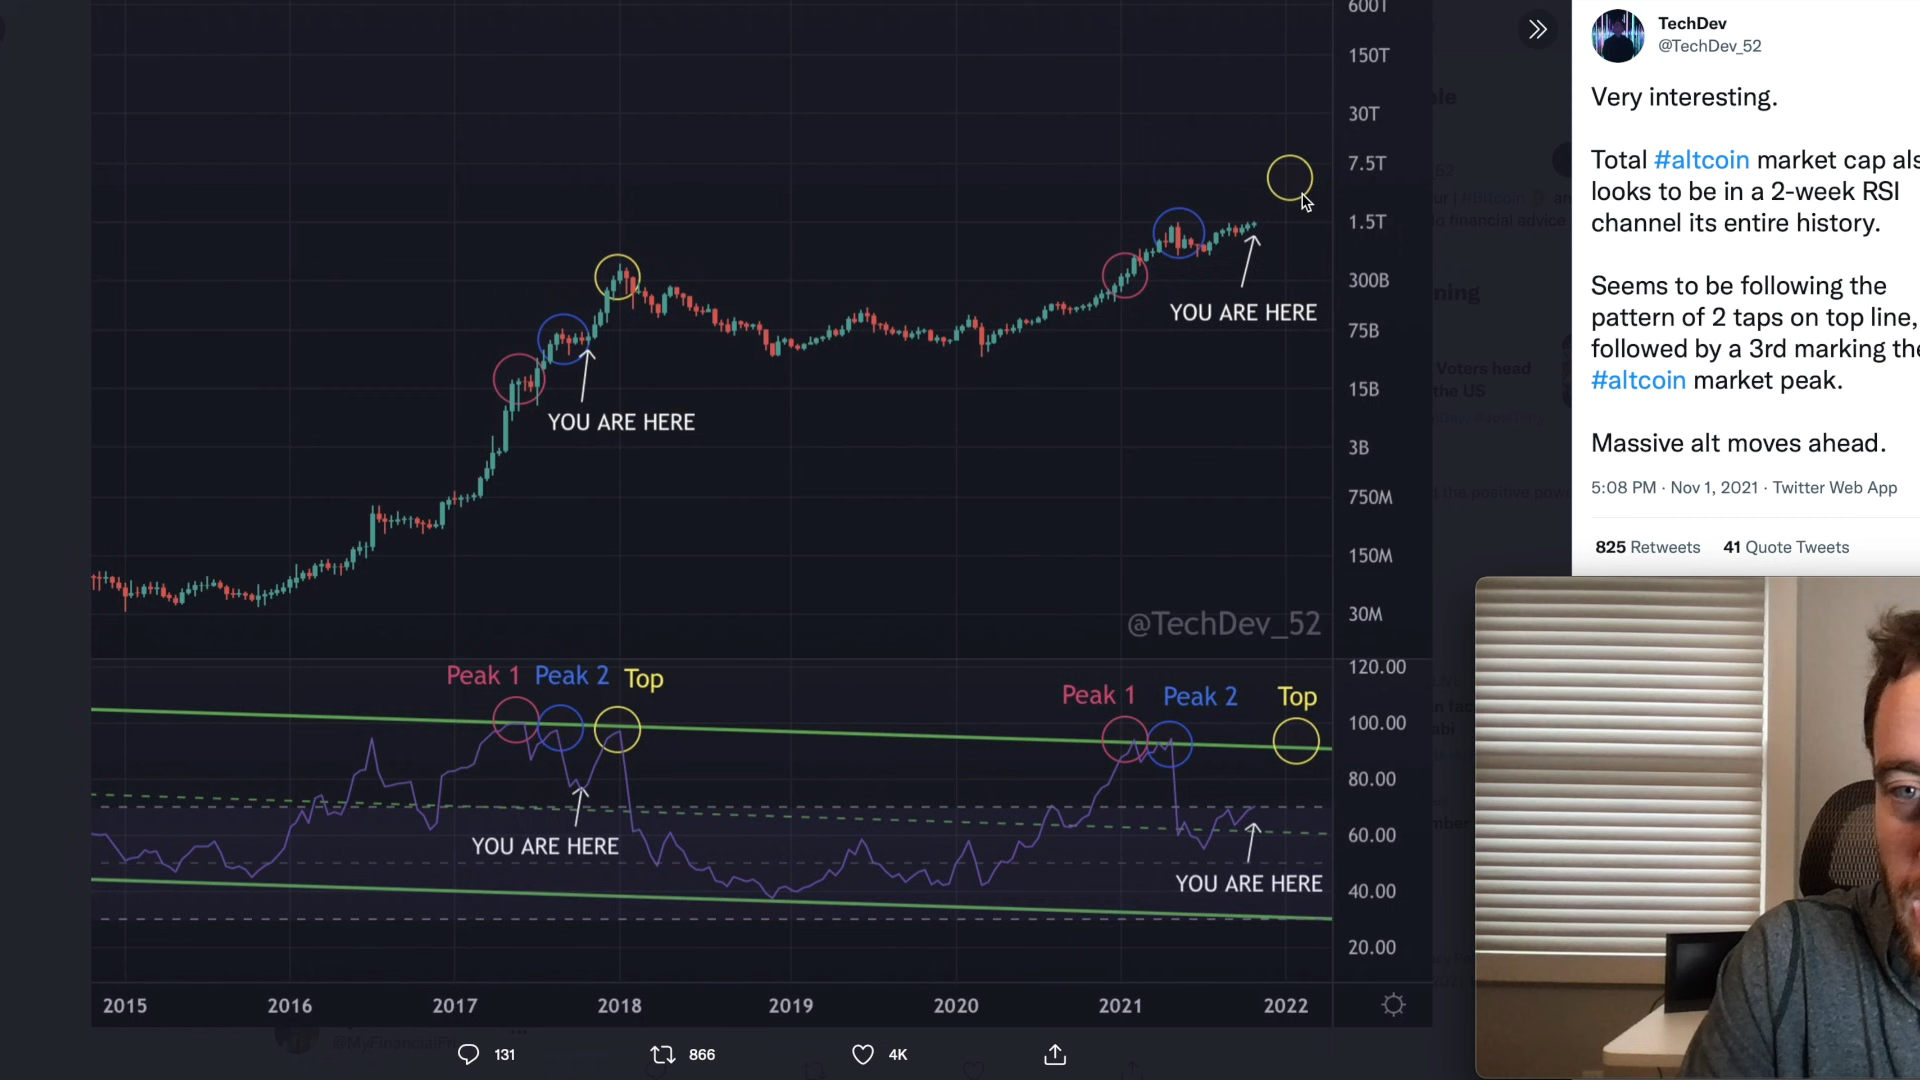 600T
150T
30T
7.5T
1.5T
300B
75B
15B
3B
750M
150M
30M
YOU ARE HERE
YOU ARE HERE
@TechDev_52
120.00
100.00
80.00
60.00
40.00
20.00
Peak 1 Peak 2 Top
Peak 1 Peak 2 Top
YOU ARE HERE
YOU ARE HERE
2015 2016 2017 2018 2019 2020 2021 2022
131 866 4K
TechDev
@TechDev_52
Very interesting.
Total #altcoin market cap als
looks to be in a 2-week RSI
channel its entire history.
Seems to be following the
pattern of 2 taps on top line,
followed by a 3rd marking the
#altcoin market peak.
Massive alt moves ahead.
5:08 PM · Nov 1, 2021 · Twitter Web App
825 Retweets 41 Quote Tweets
Voters head
the US